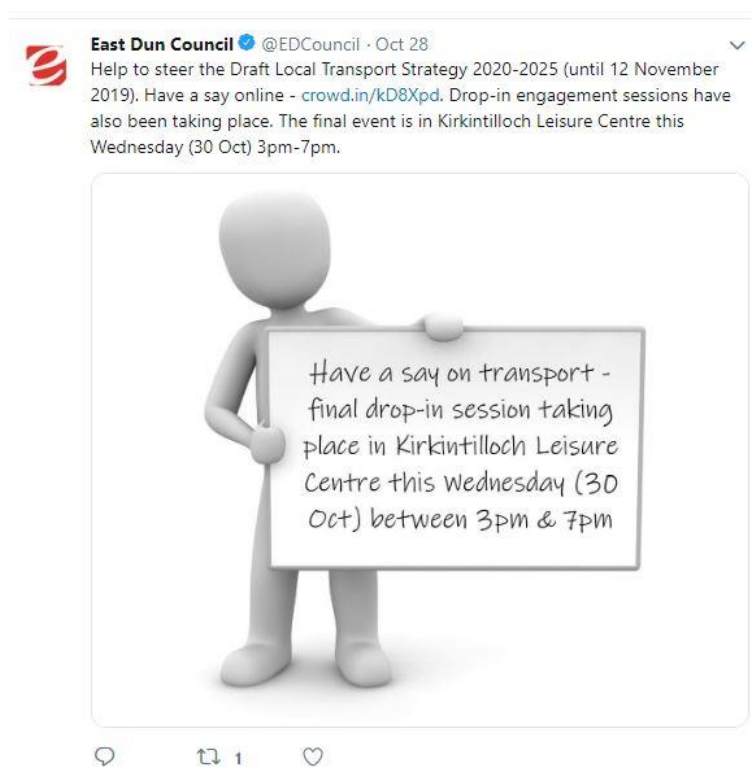 East Dun Council @EDCouncil · Oct 28
Help to steer the Draft Local Transport Strategy 2020-2025 (until 12 November
2019). Have a say online - crowd.in/kD8Xpd. Drop-in engagement sessions have
also been taking place. The final event is in Kirkintilloch Leisure Centre this
Wednesday (30 Oct) 3pm-7pm.
Have a say on transport -
final drop-in session taking
place in Kirkintilloch Leisure
Centre this Wednesday (30
Oct) between 3pm & 7pm
1